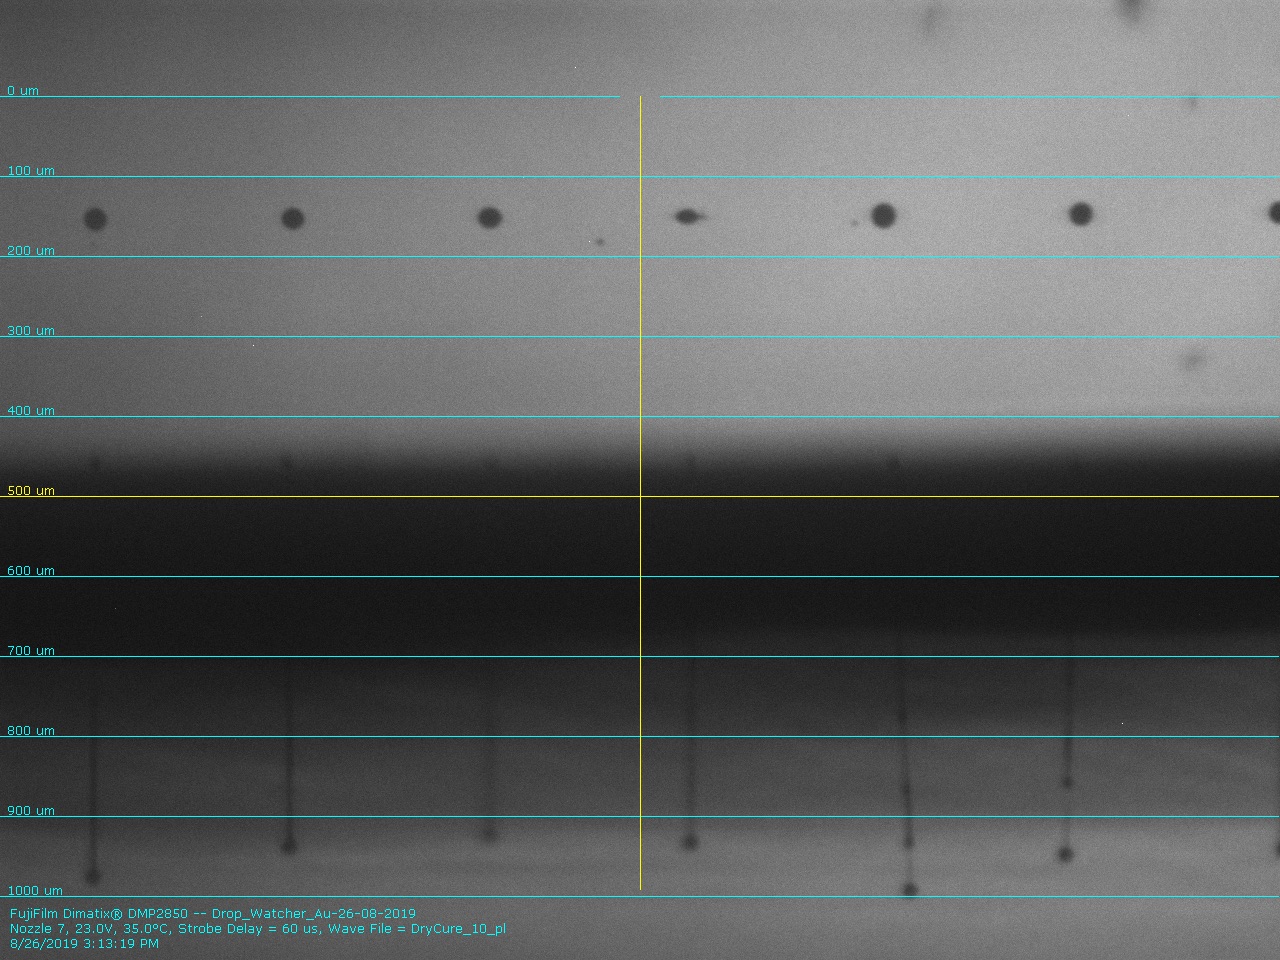 0 um
100 um
200 um
300 um
400 um
500 um
600 um
700 um
800 um
900 um
1000 um
FujiFilm Dimatix® DMP2850 -- Drop_Watcher_Au-26-08-2019
Nozzle 7, 23.0V, 35.0ºC, Strobe Delay = 60 us, Wave File = DryCure_10_pl
8/26/2019 3:13:19 PM